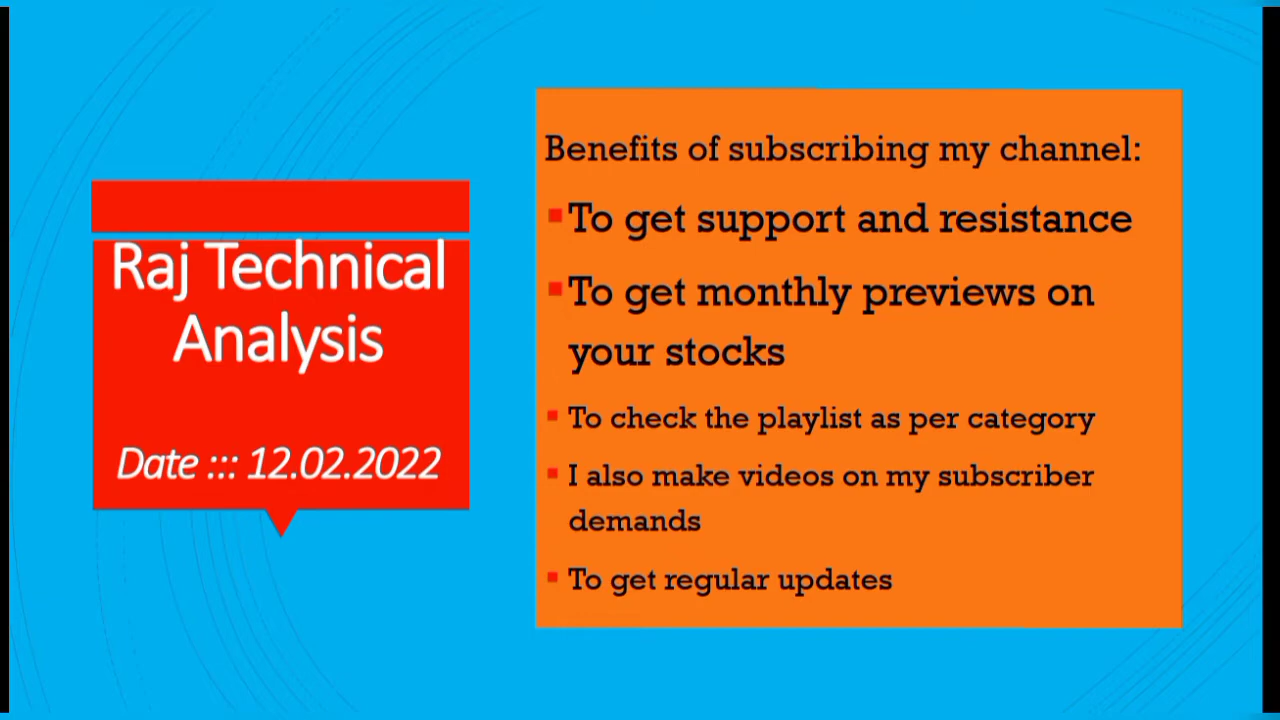 Raj Technical
Analysis
Date ::: 12.02.2022
Benefits of subscribing my channel:
To get support and resistance
To get monthly previews on
your stocks
To check the playlist as per category
I also make videos on my subscriber
demands
To get regular updates